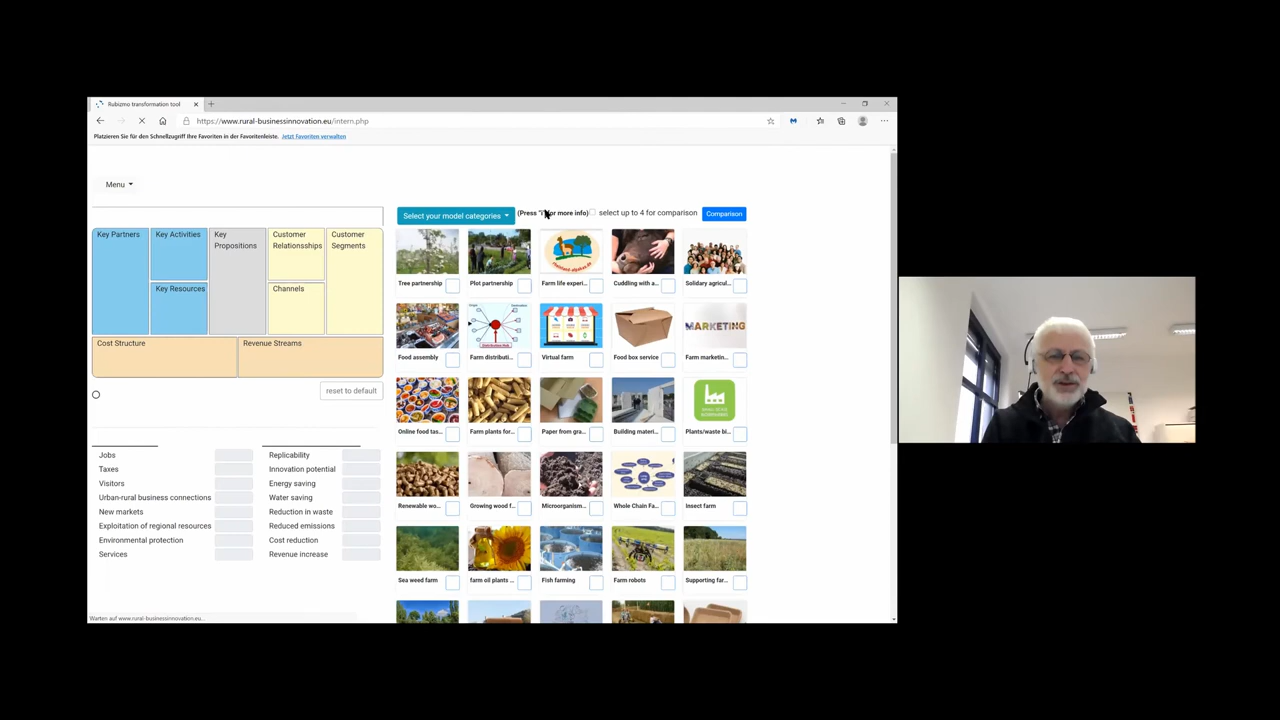 Rubizmo transformation tool
https://www.rural-businessinnovation.eu/intern.php
Platzieren Sie für den Schnellzugriff Ihre Favoriten in der Favoritenleiste. Jetzt Favoriten verwalten
Menu
Select your model categories
(Press "i" for more info)
select up to 4 for comparison
Comparison
Key Partners
Key Activities
Key Resources
Key
Propositions
Customer
Relationsships
Channels
Customer
Segments
Cost Structure
Revenue Streams
reset to default
Jobs
Taxes
Visitors
Urban-rural business connections
New markets
Exploitation of regional resources
Environmental protection
Services
Replicability
Innovation potential
Energy saving
Water saving
Reduction in waste
Reduced emissions
Cost reduction
Revenue increase
Tree partnership
Plot partnership
Farm life experi...
Cuddling with a...
Solidary agricul...
MARKETING
Food assembly
Farm distributi...
Virtual farm
Food box service
Farm marketin...
Online food tas...
Farm plants for...
Paper from gra...
Building materi...
Plants/waste bi...
Renewable wo...
Growing wood f...
Microorganism...
Whole Chain Fa...
Insect farm
Sea weed farm
farm oil plants ...
Fish farming
Farm robots
Supporting far...
Warten auf www.rural-businessinnovation.eu...